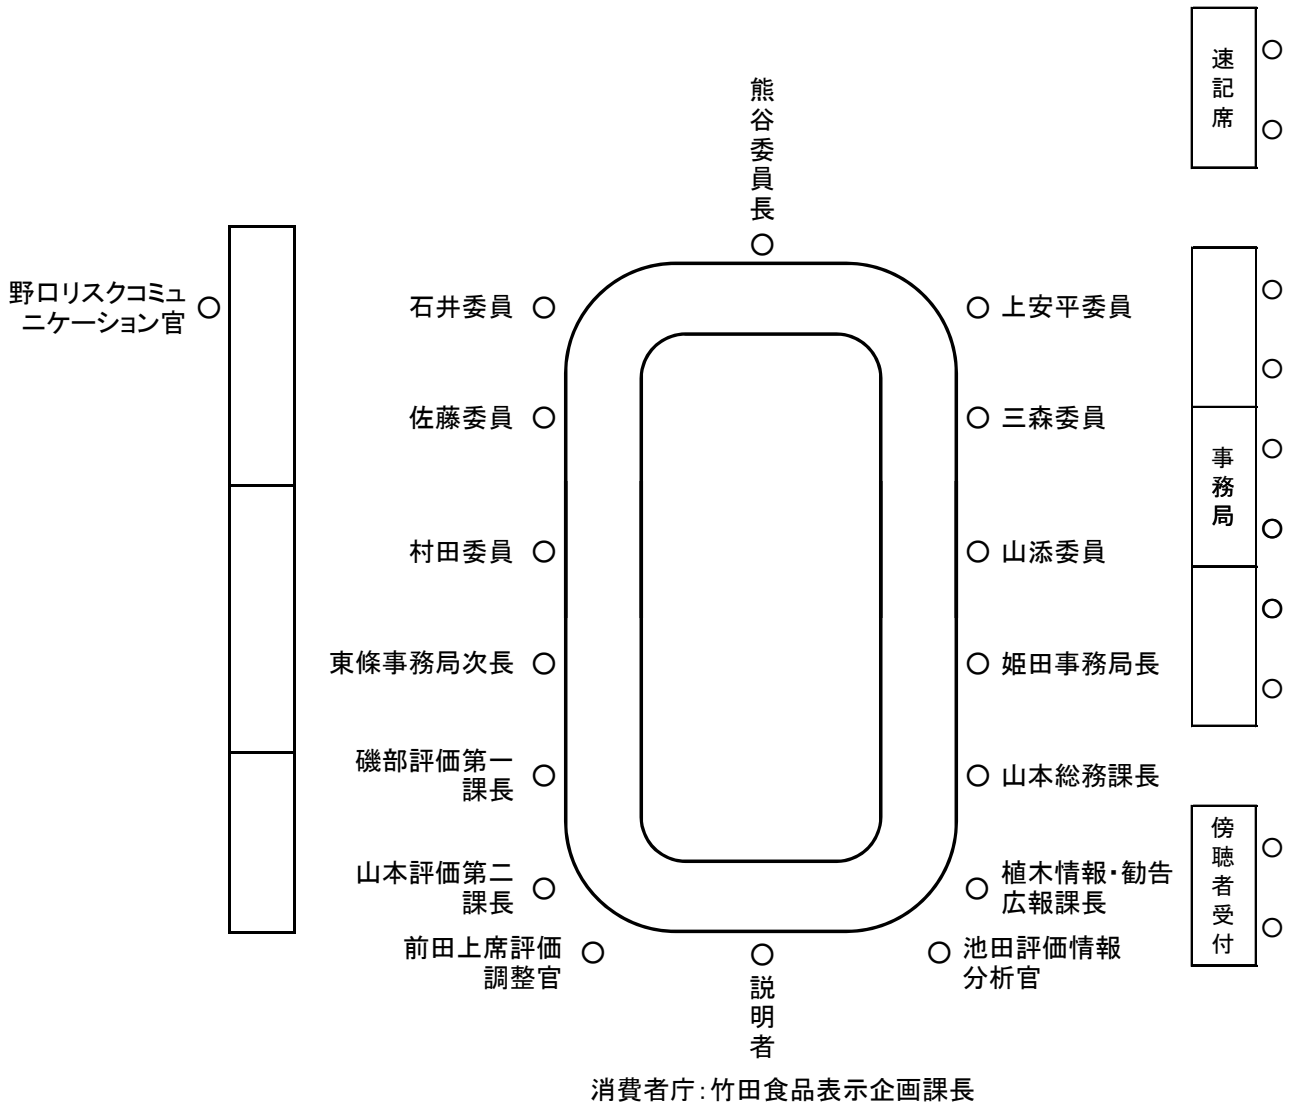 速記席
熊谷委員長
野口リスクコミュ
ニケーション官
石井委員
上安平委員
佐藤委員
三森委員
事務局
村田委員
山添委員
東條事務局次長
姫田事務局長
磯部評価第一
課長
山本総務課長
山本評価第二
課長
植木情報・勧告
広報課長
傍聴者受付
前田上席評価
調整官
池田評価情報
分析官
説明者
消費者庁：竹田食品表示企画課長